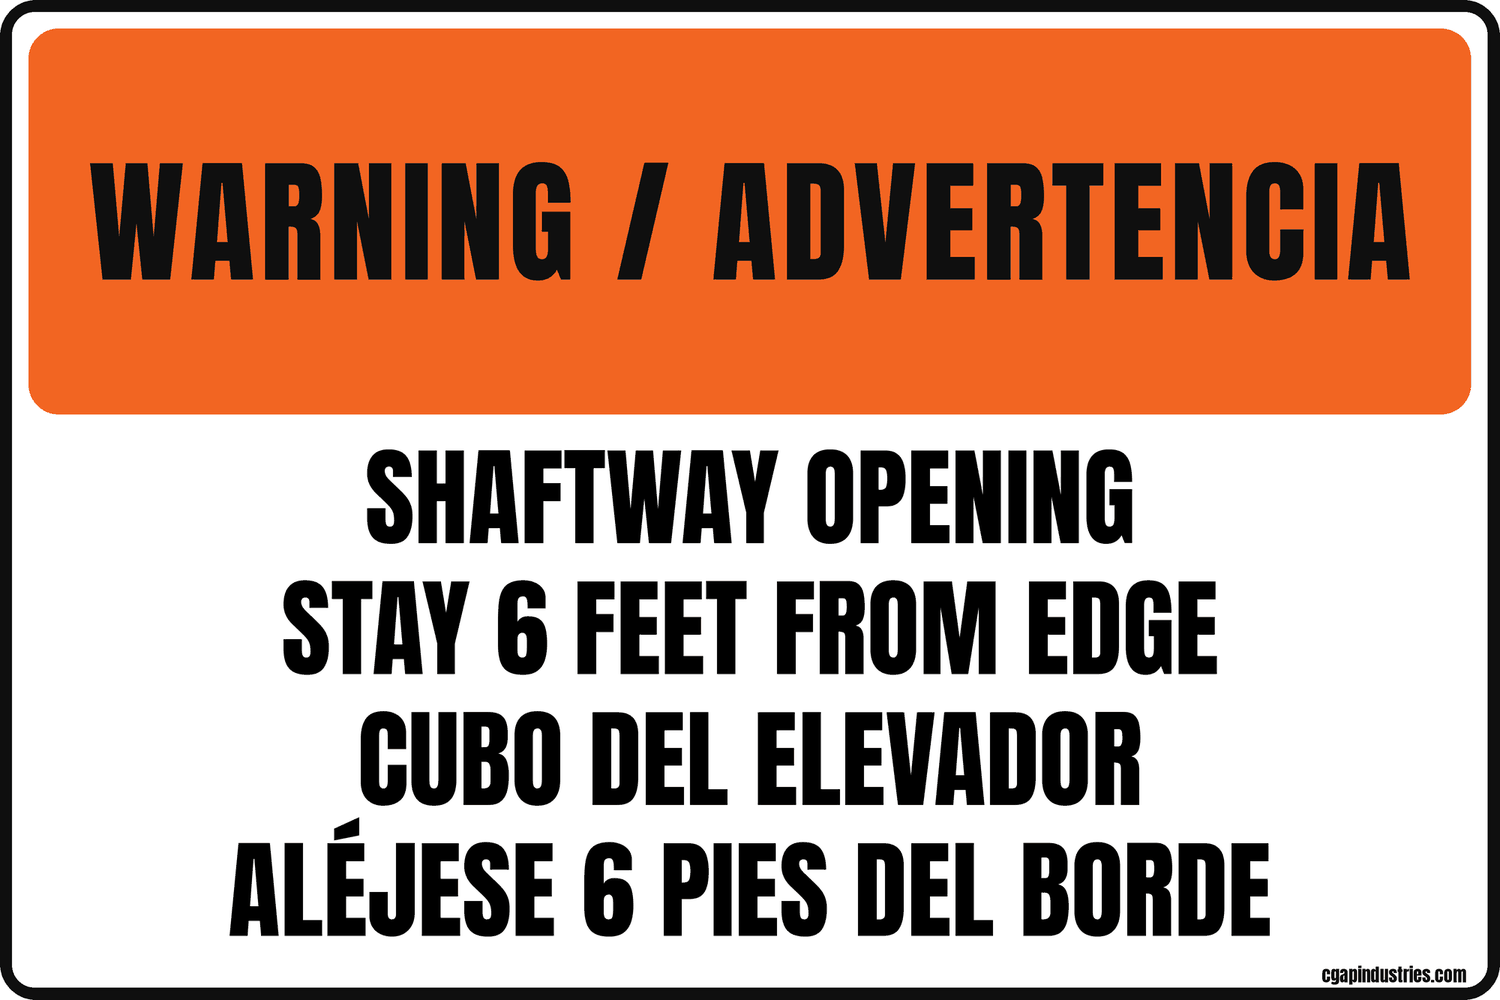 WARNING / ADVERTENCIA
SHAFTWAY OPENING
STAY 6 FEET FROM EDGE
CUBO DEL ELEVADOR
ALÉJESE 6 PIES DEL BORDE
cgapindustries.com